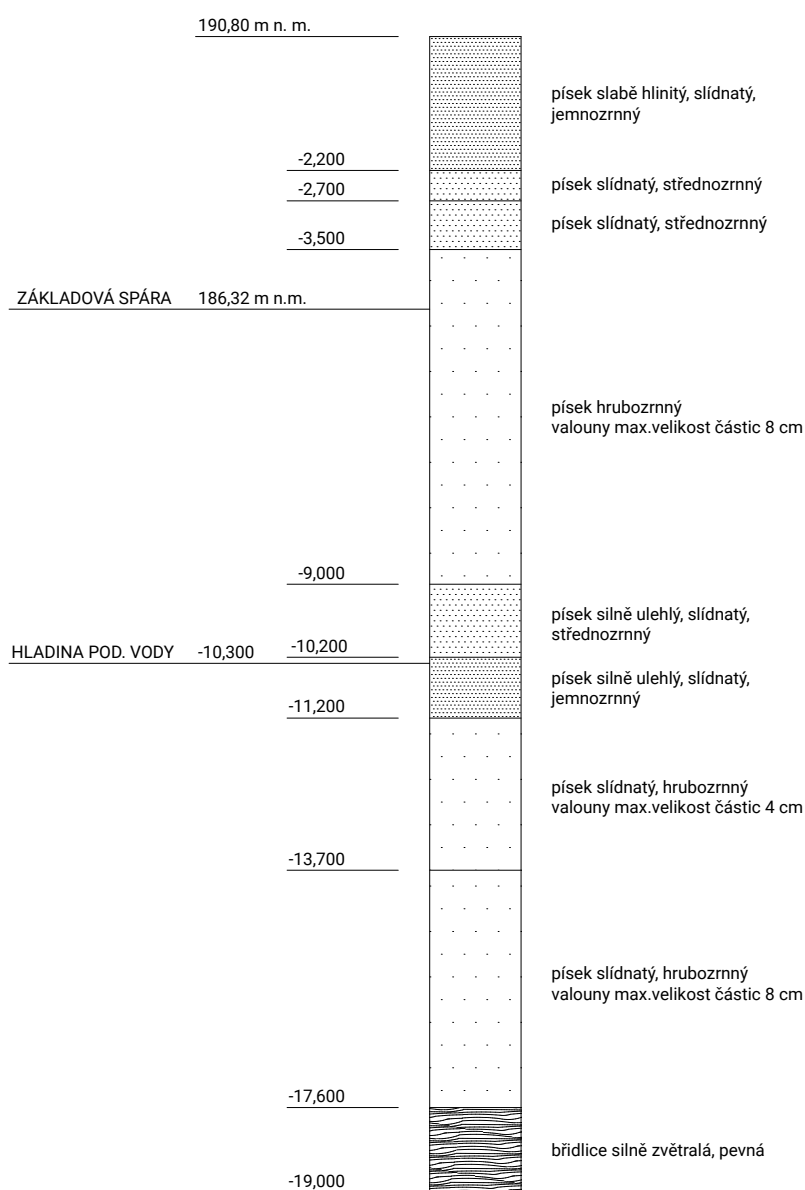 190,80 m n. m.
písek slabě hlinitý, slídnatý,
jemnozrnný
-2,200
písek slídnatý, střednozrnný
-2,700
písek slídnatý, střednozrnný
-3,500
ZÁKLADOVÁ SPÁRA 186,32 m n.m.
písek hrubozrnný
valouny max.velikost částic 8 cm
-9,000
písek silně ulehlý, slídnatý,
střednozrnný
HLADINA POD. VODY -10,300 -10,200
písek silně ulehlý, slídnatý,
jemnozrnný
-11,200
písek slídnatý, hrubozrnný
valouny max.velikost částic 4 cm
-13,700
písek slídnatý, hrubozrnný
valouny max.velikost částic 8 cm
-17,600
břidlice silně zvětralá, pevná
-19,000